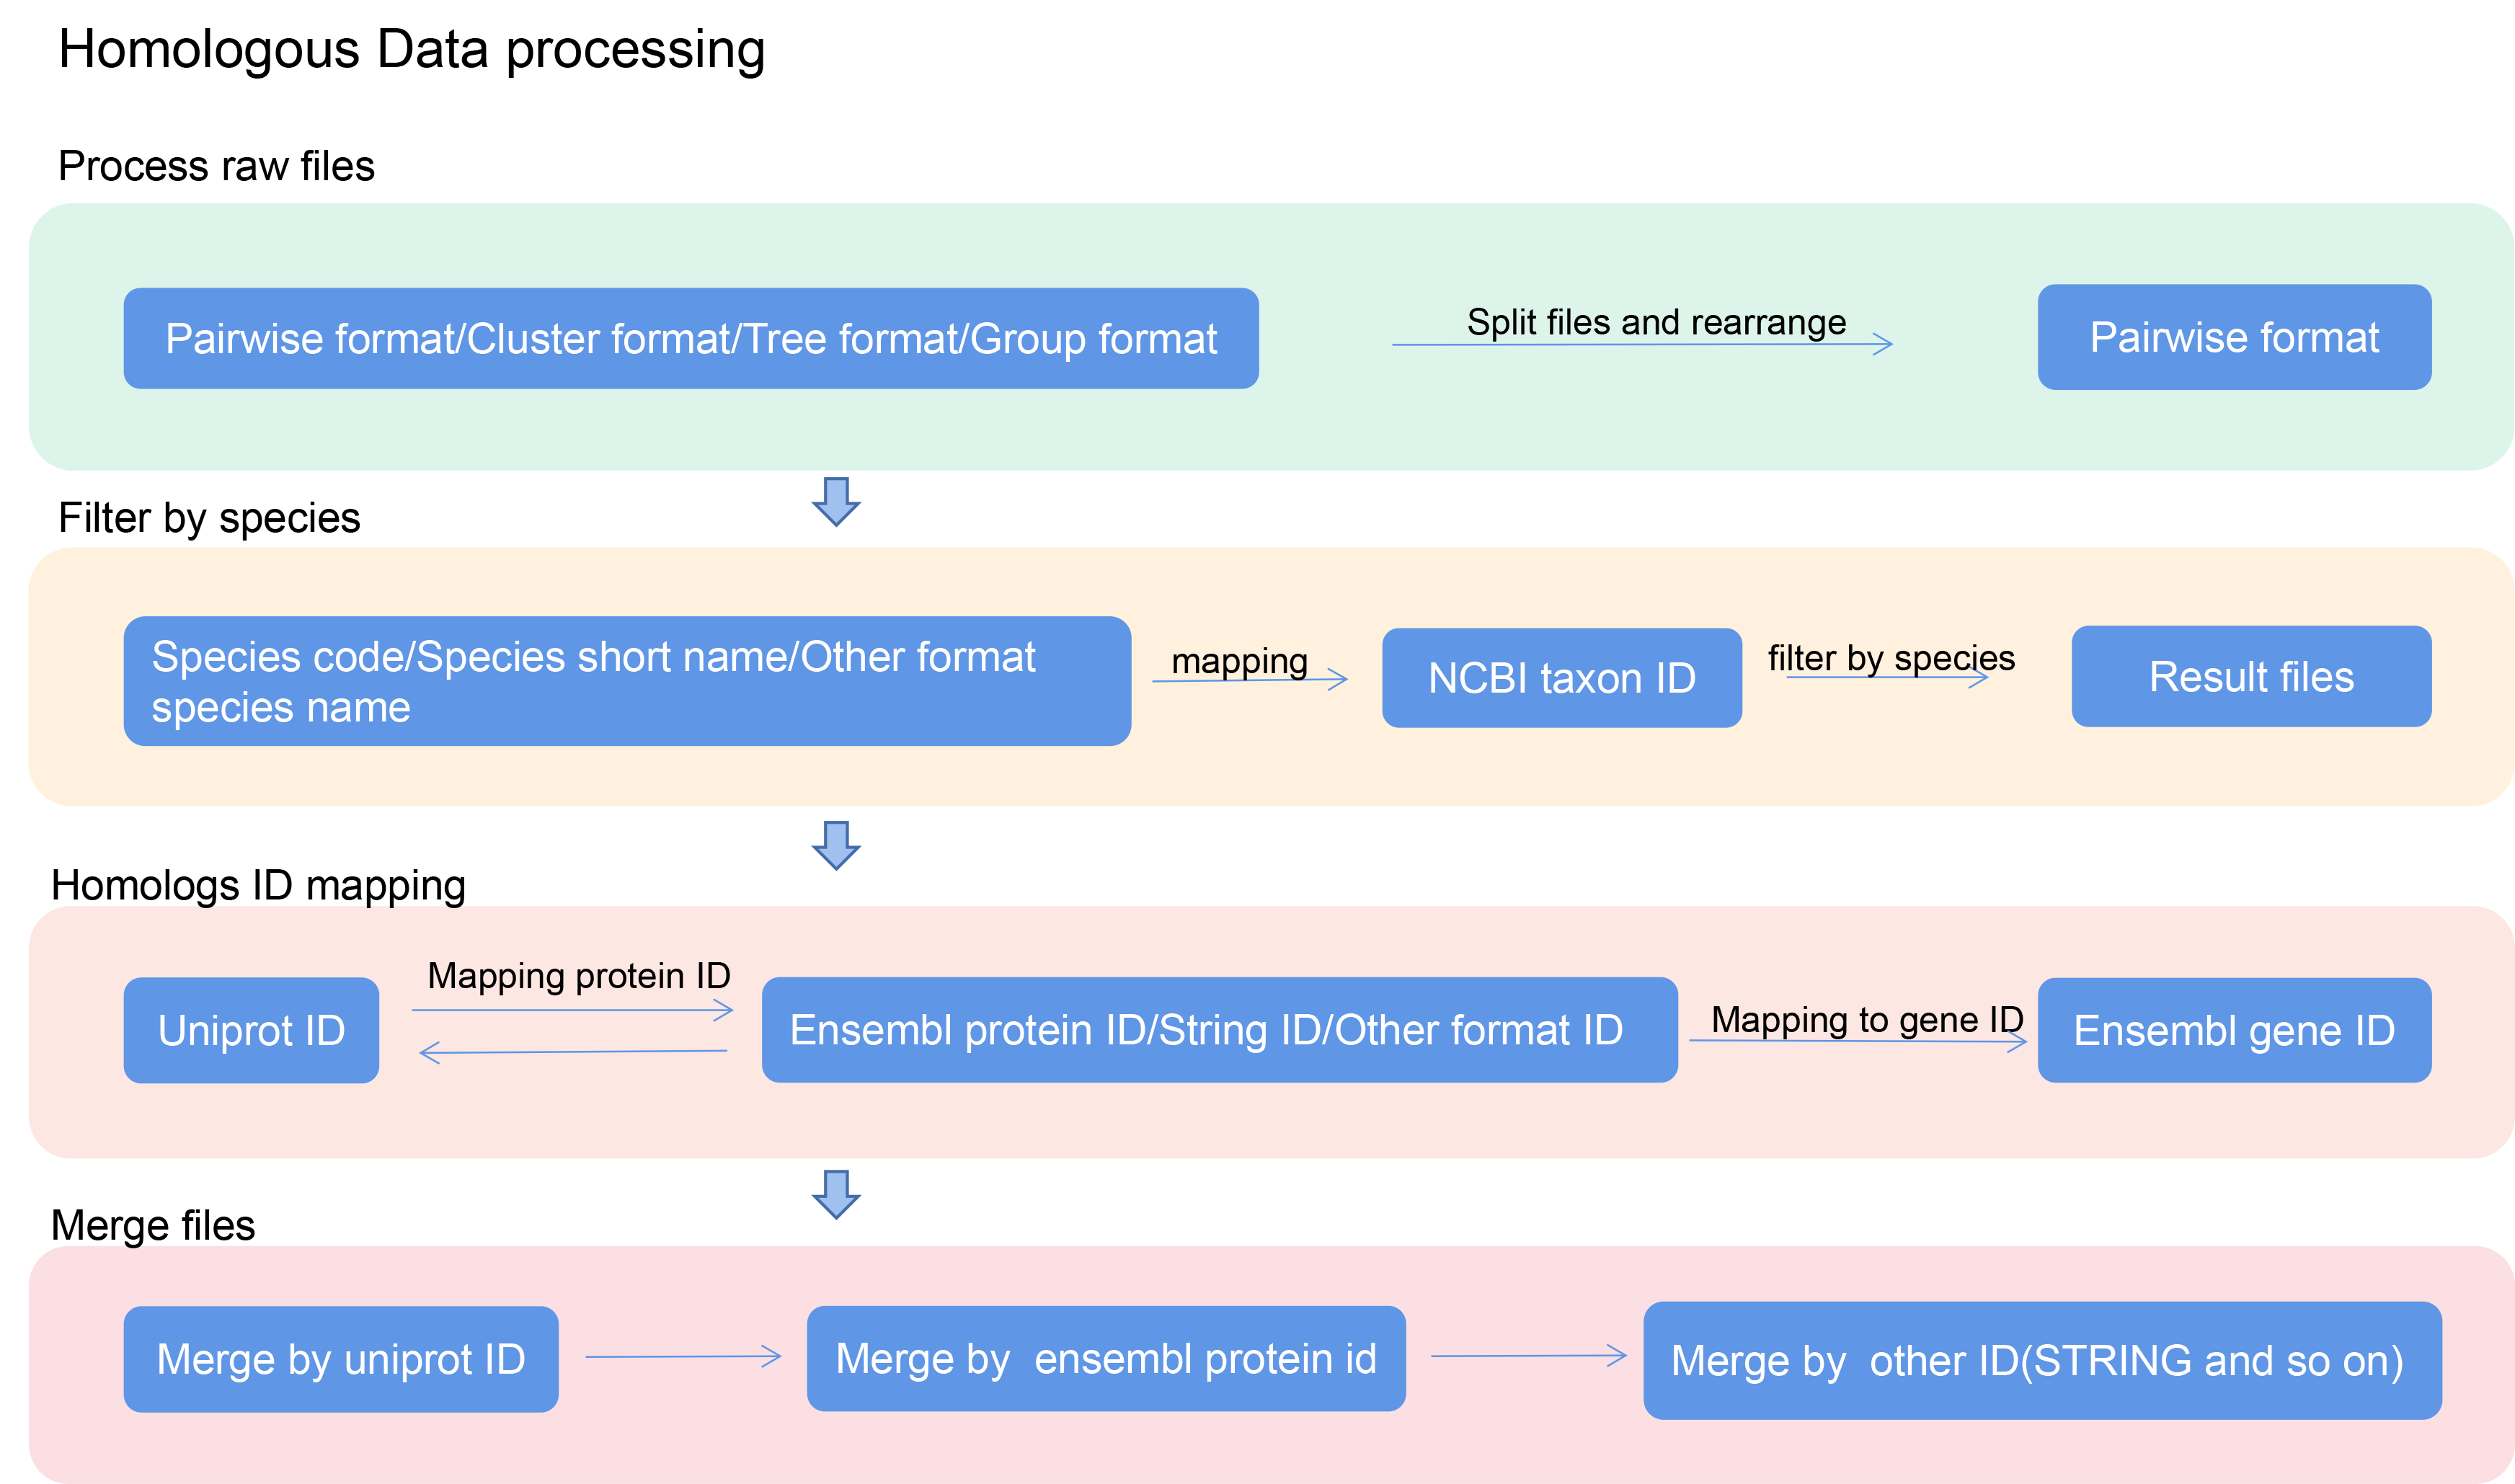 Homologous Data processing
Process raw files
Pairwise format/Cluster format/Tree format/Group format
Split files and rearrange
Pairwise format
Filter by species
Species code/Species short name/Other format
species name
mapping
NCBI taxon ID
filter by species
Result files
Homologs ID mapping
Uniprot ID
Mapping protein ID
Ensembl protein ID/String ID/Other format ID
Mapping to gene ID
Ensembl gene ID
Merge files
Merge by uniprot ID
Merge by  ensembl protein id
Merge by  other ID(STRING and so on)